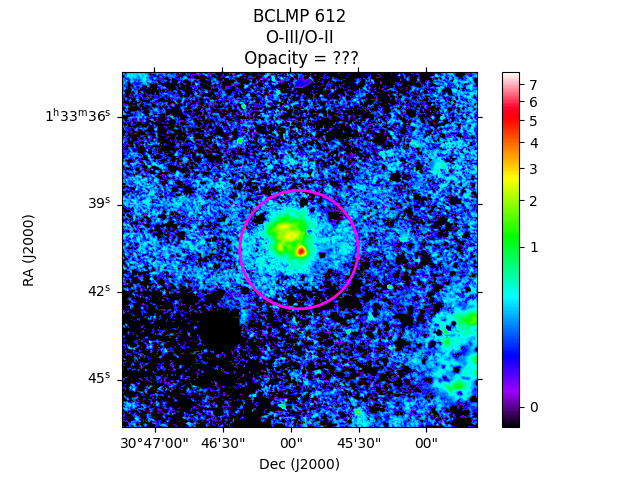 BCLMP 612
O-III/O-II
Opacity = ???
1ʰ33ᵐ36ˢ
39ˢ
42ˢ
45ˢ
RA (J2000)
30°47'00"
46'30"
00"
45'30"
00"
Dec (J2000)
7
6
5
4
3
2
1
0